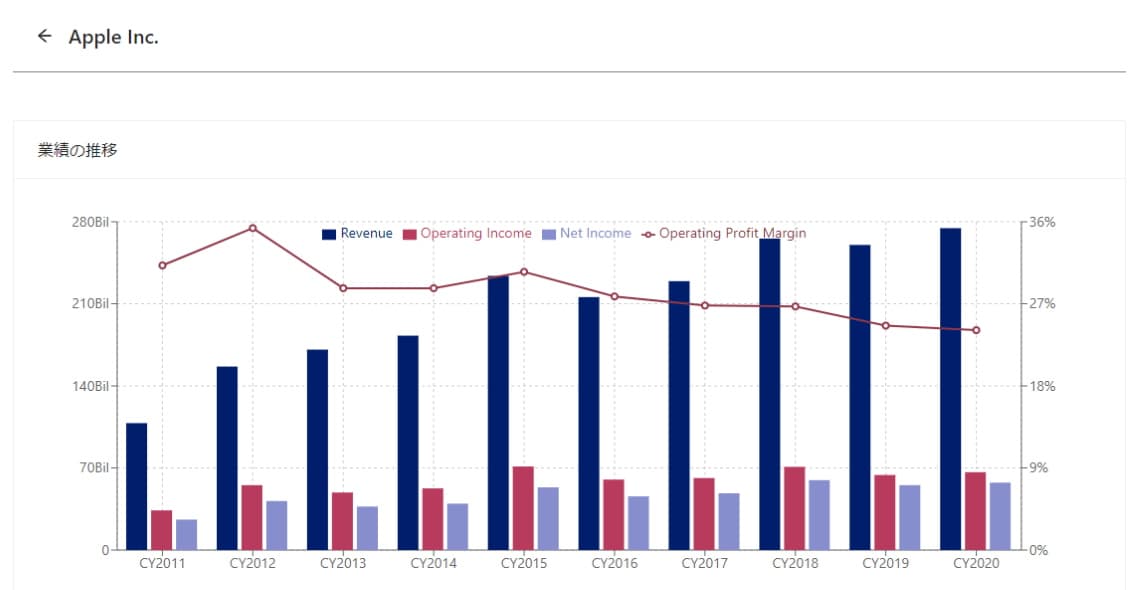 ← Apple Inc.
業績の推移
Revenue Operating Income Net Income Operating Profit Margin
280Bil 36%
210Bil 27%
140Bil 18%
70Bil 9%
0 0%
CY2011 CY2012 CY2013 CY2014 CY2015 CY2016 CY2017 CY2018 CY2019 CY2020